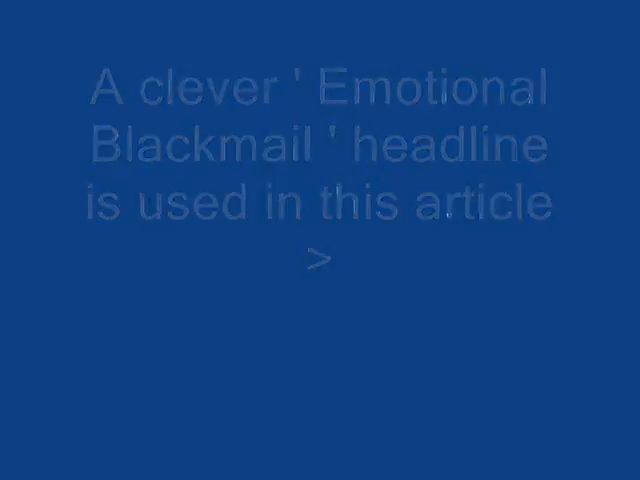 A clever ' Emotional
Blackmail ' headline
is used in this article
>